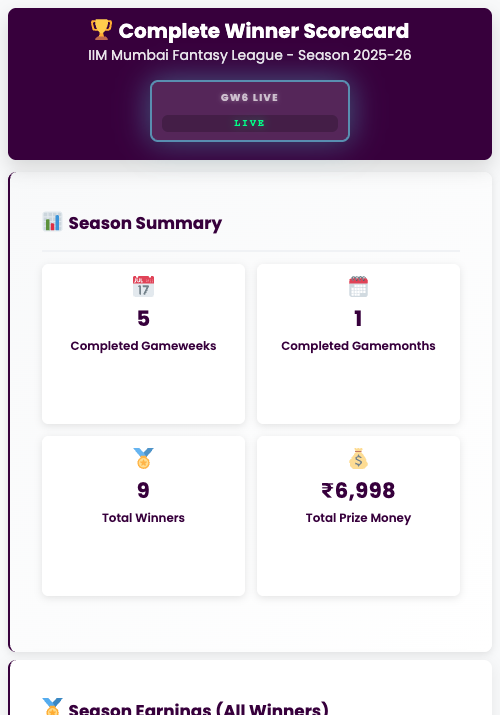 Complete Winner Scorecard
IIM Mumbai Fantasy League - Season 2025-26
GW6 LIVE
LIVE
Season Summary
17
5
Completed Gameweeks
1
Completed Gamemonths
9
Total Winners
₹6,998
Total Prize Money
Season Earnings (All Winners)